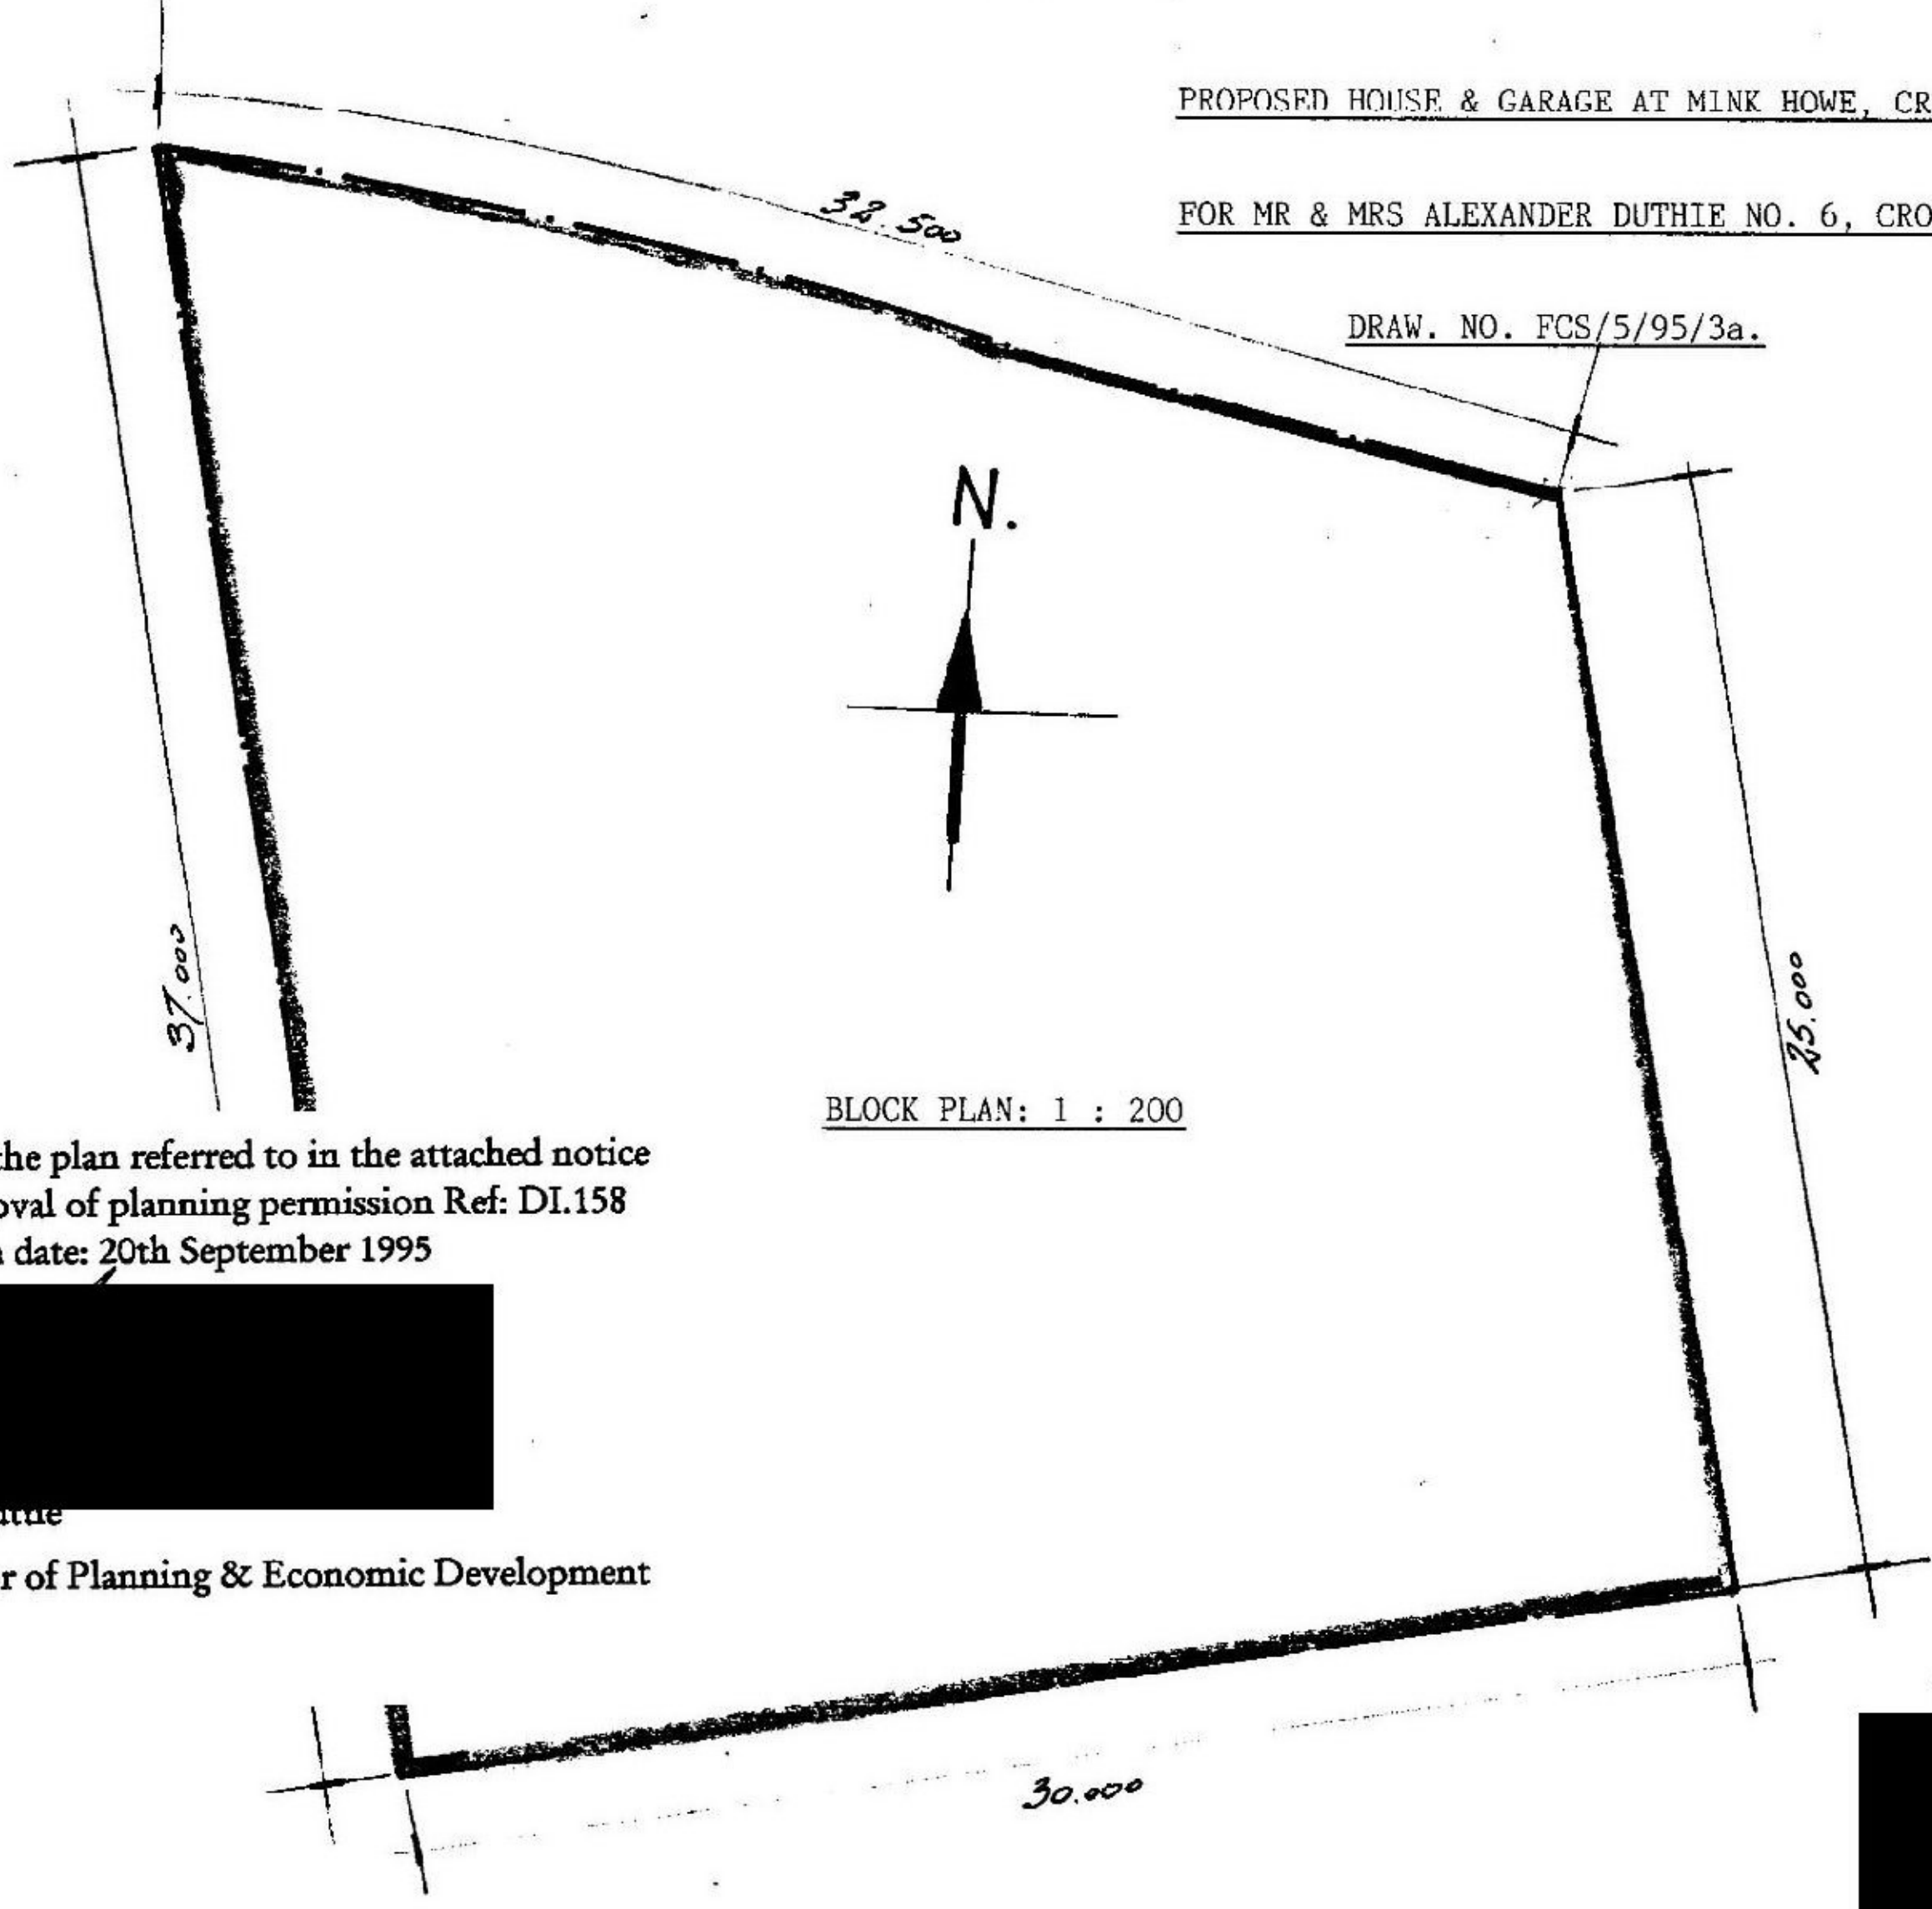 PROPOSED HOUSE & GARAGE AT MINK HOWE, CR
FOR MR & MRS ALEXANDER DUTHIE NO. 6, CRO
DRAW. NO. FCS/5/95/3a.
32.500
N.
37.000
25.000
BLOCK PLAN: 1 : 200
the plan referred to in the attached notice
oval of planning permission Ref: DI.158
date: 20th September 1995
r of Planning & Economic Development
30.000